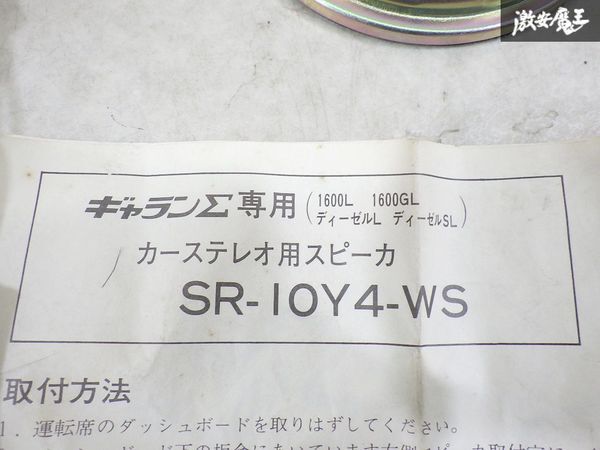 激安魔王
ギャランΣ専用(1600L 1600GL
ディーゼルL ディーゼルSL)
カーステレオ用スピーカ
SR-10Y4-WS
取付方法
1. 運転席のダッシュボードを取りはずしてください。